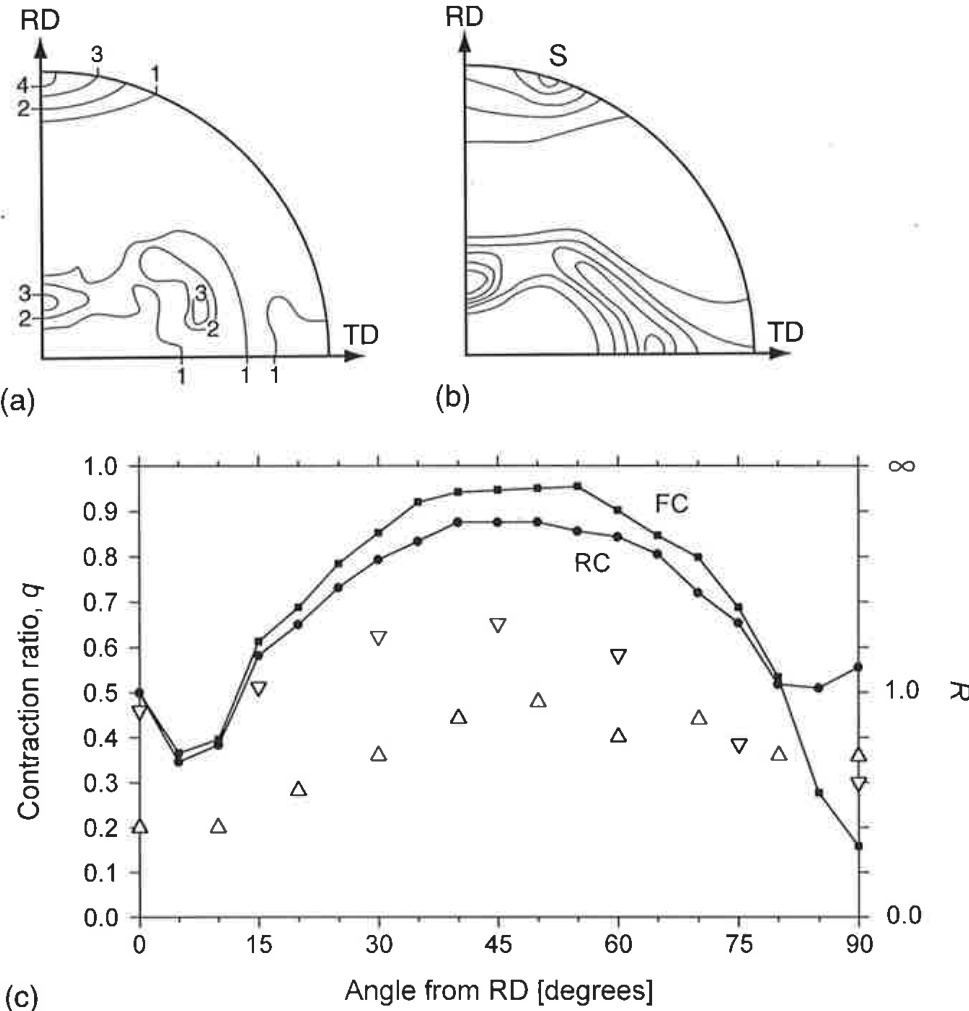 RD
3
1
4
2
3
2
3
2
TD
1
1
1
(a)
RD
S
TD
(b)
1.0
0.9
0.8
0.7
0.6
0.5
0.4
0.3
0.2
0.1
0.0
Contraction ratio, q
FC
RC
∞
1.0
0.0
R
0 15 30 45 60 75 90
Angle from RD [degrees]
(c)